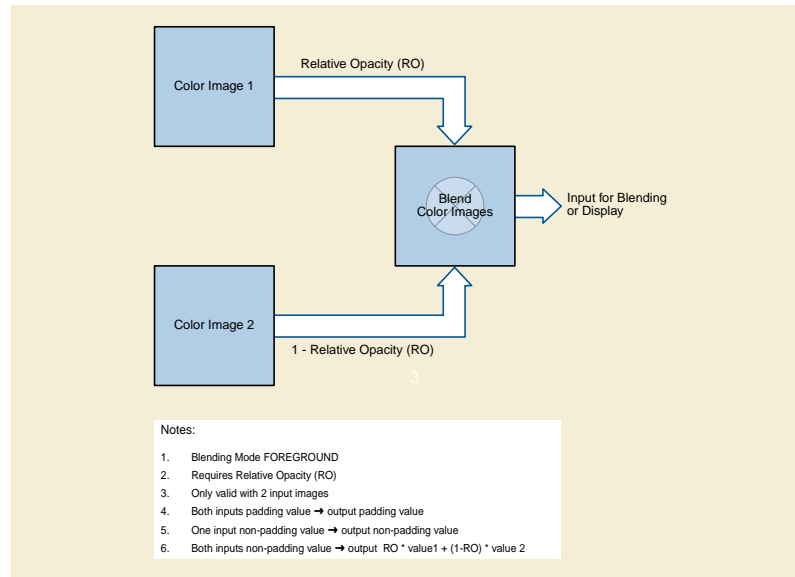 Relative Opacity (RO)
Color Image 1
Blend
Color Images
Input for Blending
or Display
Color Image 2
1 - Relative Opacity (RO)
3
Notes:
1. Blending Mode FOREGROUND
2. Requires Relative Opacity (RO)
3. Only valid with 2 input images
4. Both inputs padding value ➔ output padding value
5. One input non-padding value ➔ output non-padding value
6. Both inputs non-padding value ➔ output RO * value1 + (1-RO) * value 2